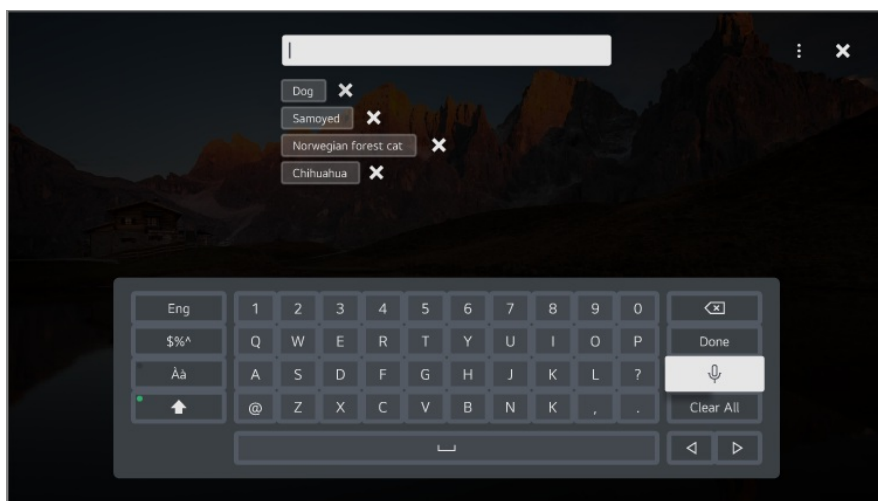 Dog
Samoyed
Norwegian forest cat
Chihuahua
Eng 1 2 3 4 5 6 7 8 9 0
$%^ Q W E R T Y U I O P Done
Àà A S D F G H J K L ?
@ Z X C V B N K , . Clear All